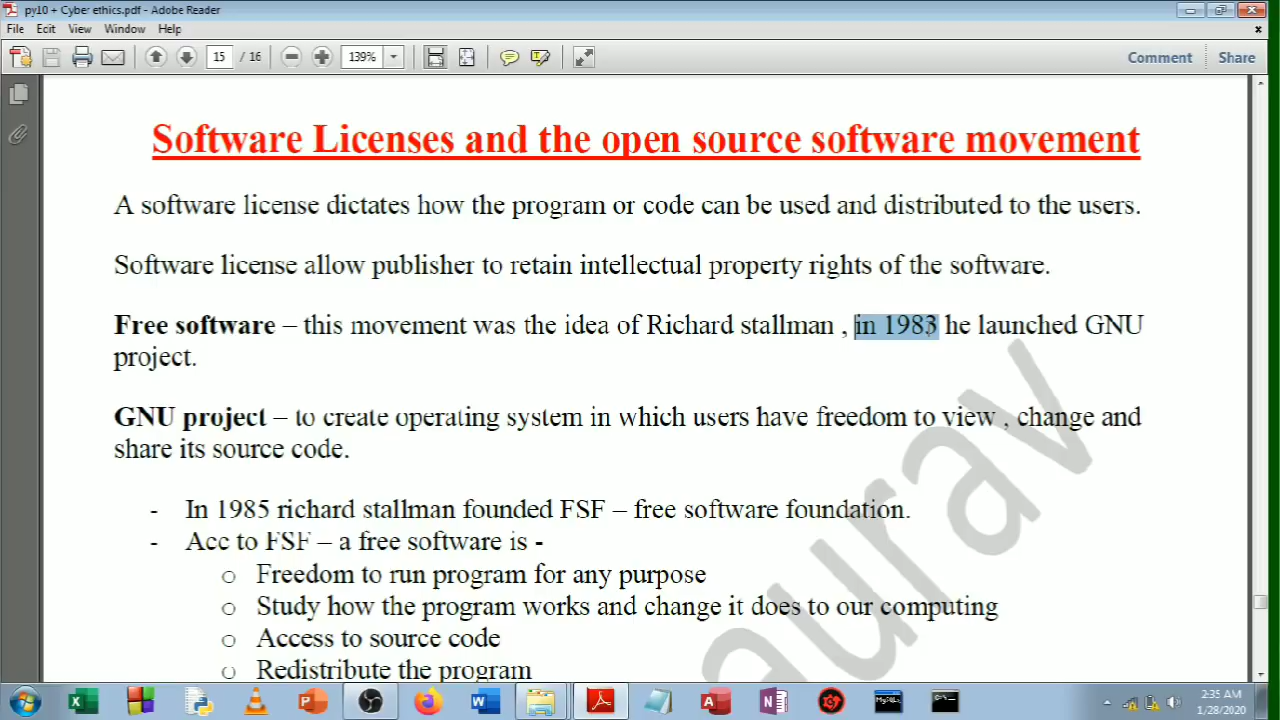 py10 + Cyber ethics.pdf - Adobe Reader
File Edit View Window Help
15 / 16 139% Comment Share
Software Licenses and the open source software movement
A software license dictates how the program or code can be used and distributed to the users.
Software license allow publisher to retain intellectual property rights of the software.
Free software – this movement was the idea of Richard stallman , in 1983 he launched GNU
project.
GNU project – to create operating system in which users have freedom to view , change and
share its source code.
- In 1985 richard stallman founded FSF – free software foundation.
- Acc to FSF – a free software is -
o Freedom to run program for any purpose
o Study how the program works and change it does to our computing
o Access to source code
o Redistribute the program
aurav
2:35 AM
1/28/2020